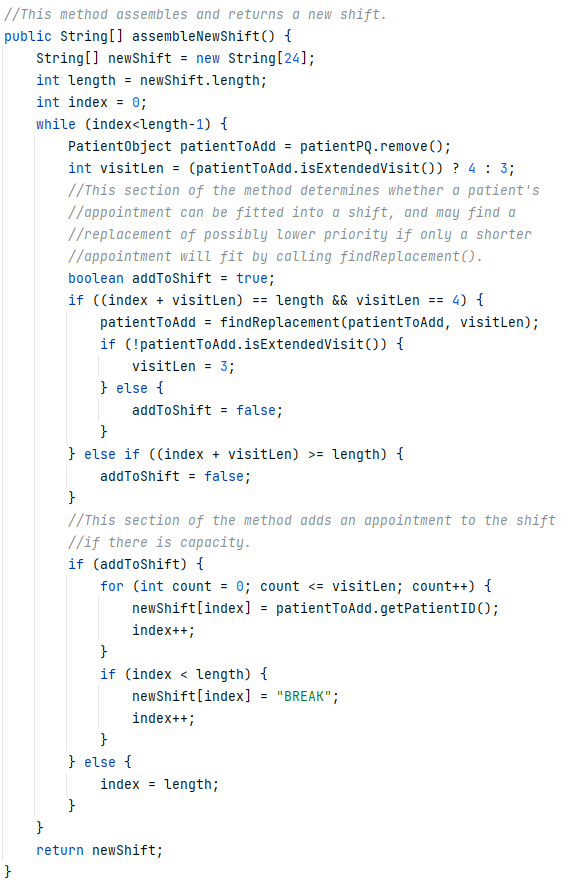 //This method assembles and returns a new shift.
public String[] assembleNewShift() {
    String[] newShift = new String[24];
    int length = newShift.length;
    int index = 0;
    while (index<length-1) {
        PatientObject patientToAdd = patientPQ.remove();
        int visitLen = (patientToAdd.isExtendedVisit()) ? 4 : 3;
        //This section of the method determines whether a patient's
        //appointment can be fitted into a shift, and may find a
        //replacement of possibly lower priority if only a shorter
        //appointment will fit by calling findReplacement().
        boolean addToShift = true;
        if ((index + visitLen) == length && visitLen == 4) {
            patientToAdd = findReplacement(patientToAdd, visitLen);
            if (!patientToAdd.isExtendedVisit()) {
                visitLen = 3;
            } else {
                addToShift = false;
            }
        } else if ((index + visitLen) >= length) {
            addToShift = false;
        }
        //This section of the method adds an appointment to the shift
        //if there is capacity.
        if (addToShift) {
            for (int count = 0; count <= visitLen; count++) {
                newShift[index] = patientToAdd.getPatientID();
                index++;
            }
            if (index < length) {
                newShift[index] = "BREAK";
                index++;
            }
        } else {
            index = length;
        }
    }
    return newShift;
}